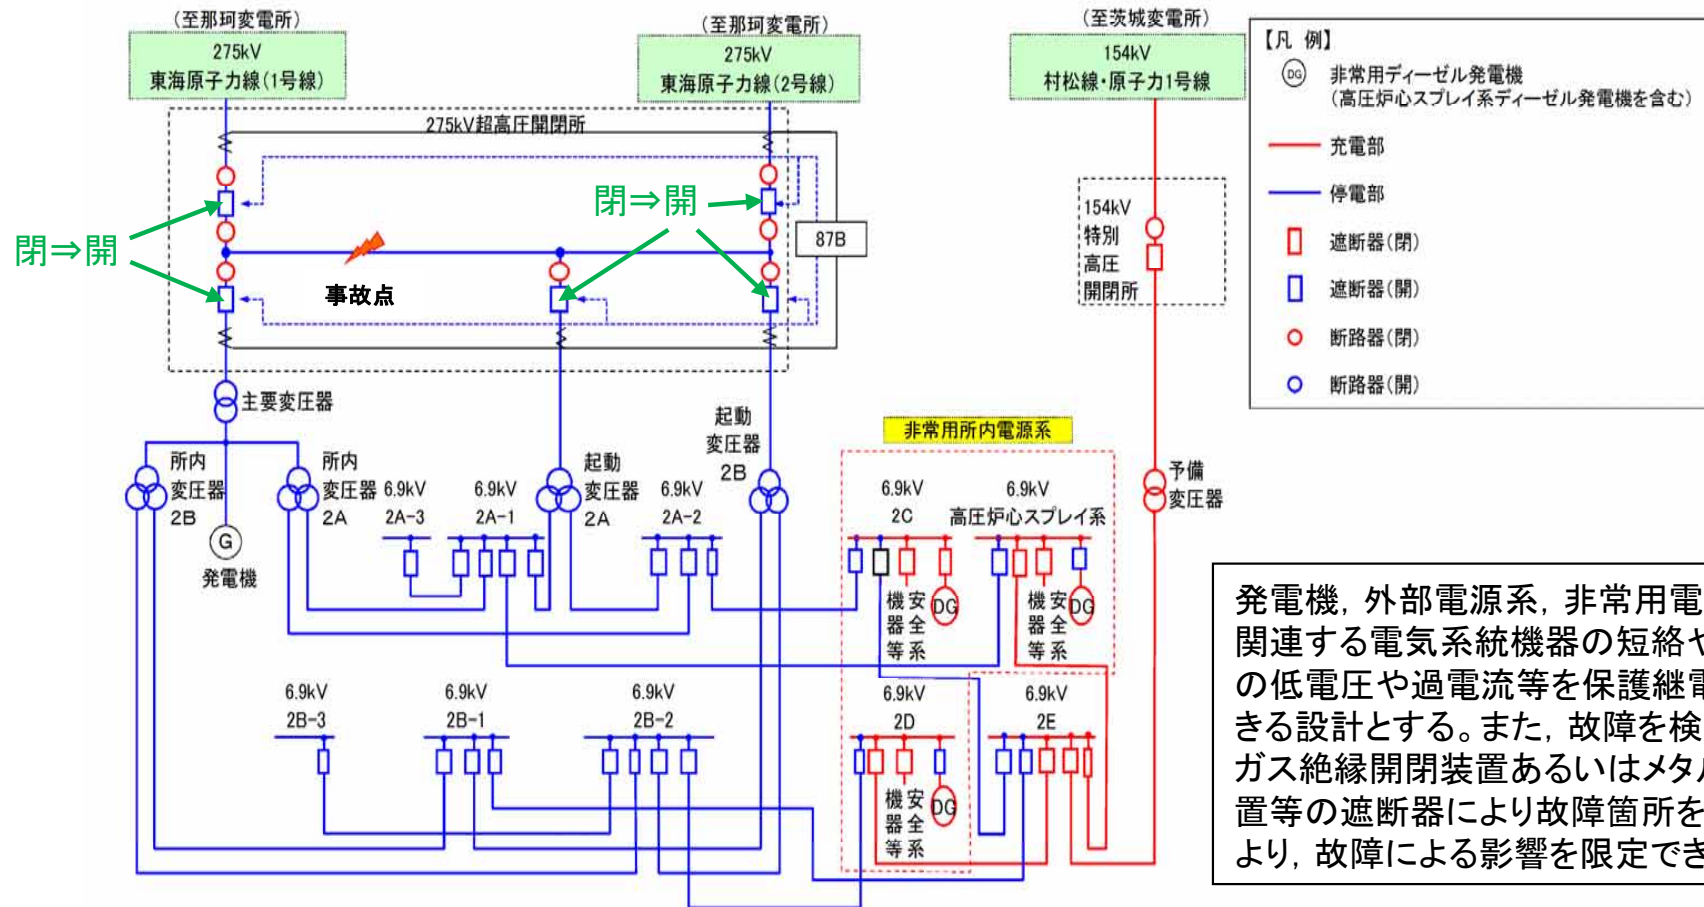 (至那珂変電所)
275kV
東海原子力線(1号線)
(至那珂変電所)
275kV
東海原子力線(2号線)
(至茨城変電所)
154kV
村松線・原子力1号線
【凡 例】
DG 非常用ディーゼル発電機
(高圧炉心スプレイ系ディーゼル発電機を含む)
充電部
停電部
遮断器(閉)
遮断器(開)
断路器(閉)
断路器(開)
275kV超高圧開閉所
閉⇒開
閉⇒開
87B
事故点
154kV
特別
高圧
開閉所
主要変圧器
所内
変圧器
2B
所内
変圧器
2A
G
発電機
6.9kV
2A-3
6.9kV
2A-1
起動
変圧器
2A
6.9kV
2A-2
起動
変圧器
2B
非常用所内電源系
6.9kV
2C
6.9kV
高圧炉心スプレイ系
予備
変圧器
安全系
機器等
DG
安全系
機器等
DG
6.9kV
2B-3
6.9kV
2B-1
6.9kV
2B-2
6.9kV
2D
6.9kV
2E
安全系
機器等
DG
発電機, 外部電源系, 非常用電
関連する電気系統機器の短絡や
の低電圧や過電流等を保護継電
きる設計とする。また, 故障を検
ガス絶縁開閉装置あるいはメタル
置等の遮断器により故障箇所を
より, 故障による影響を限定でき